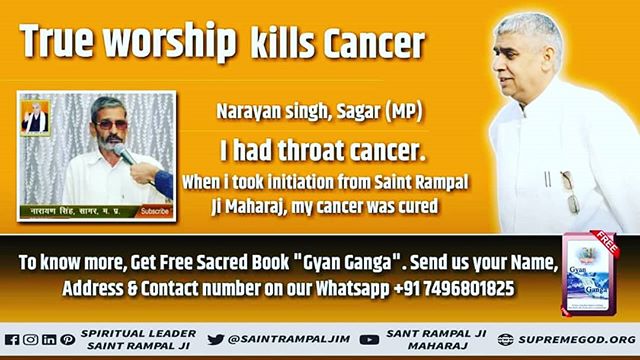 True worship kills Cancer
Narayan singh, Sagar (MP)
I had throat cancer.
When i took initiation from Saint Rampal
Ji Maharaj, my cancer was cured
नारायण सिंह, सागर, म. प्र.
Subscribe
FREE
Gyan
Ganga
To know more, Get Free Sacred Book "Gyan Ganga". Send us your Name,
Address & Contact number on our Whatsapp +91 7496801825
SPIRITUAL LEADER
SAINT RAMPAL JI
@SAINTRAMPALJIM
SANT RAMPAL JI
MAHARAJ
SUPREMEGOD.ORG